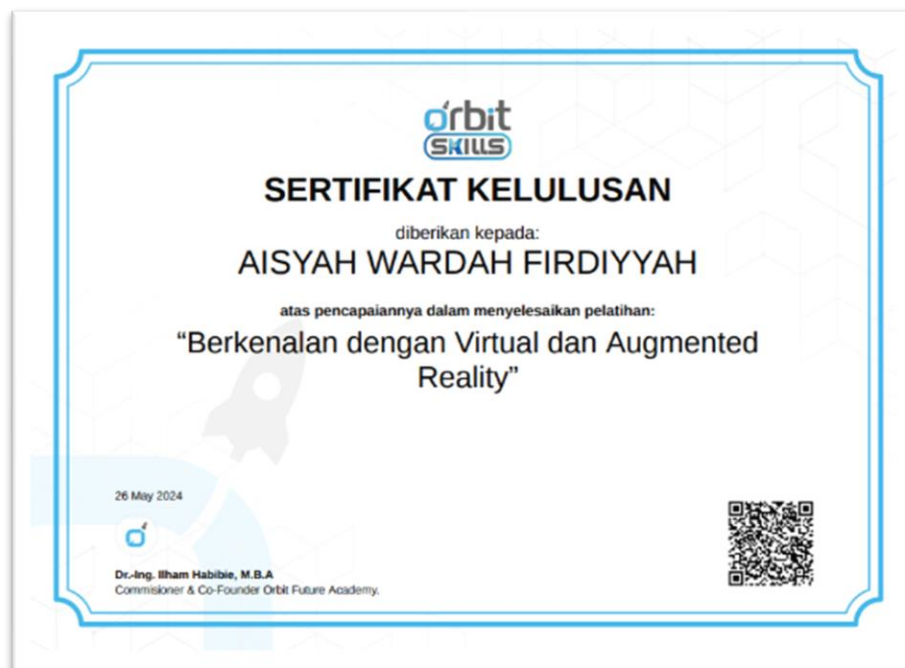 orbit
SKILLS
SERTIFIKAT KELULUSAN
diberikan kepada:
AISYAH WARDAH FIRDIYYAH
atas pencapaiannya dalam menyelesaikan pelatihan:
“Berkenalan dengan Virtual dan Augmented
Reality”
26 May 2024
Dr.-Ing. Ilham Habibie, M.B.A
Commisioner & Co-Founder Orbit Future Academy.